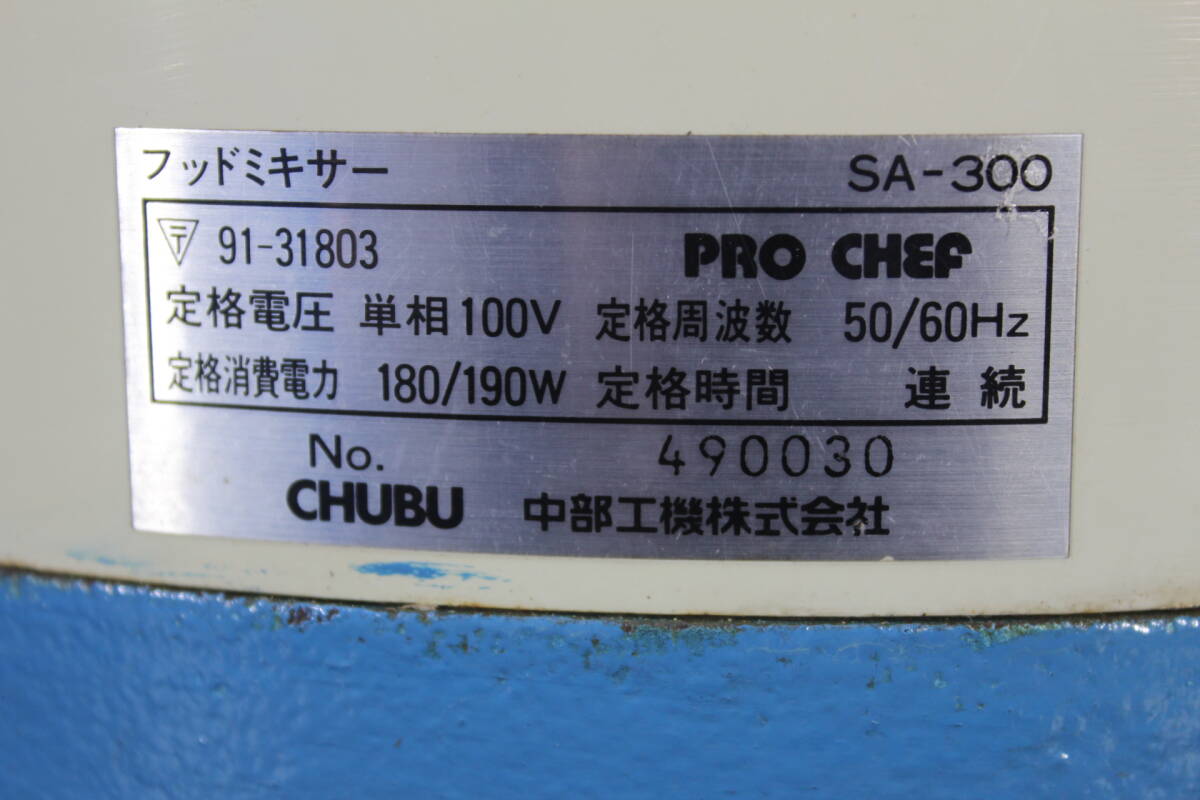 フッドミキサー SA-300
〒 91-31803 PRO CHEF
定格電圧 単相100V 定格周波数 50/60Hz
定格消費電力 180/190W 定格時間 連続
No. 490030
CHUBU 中部工機株式会社